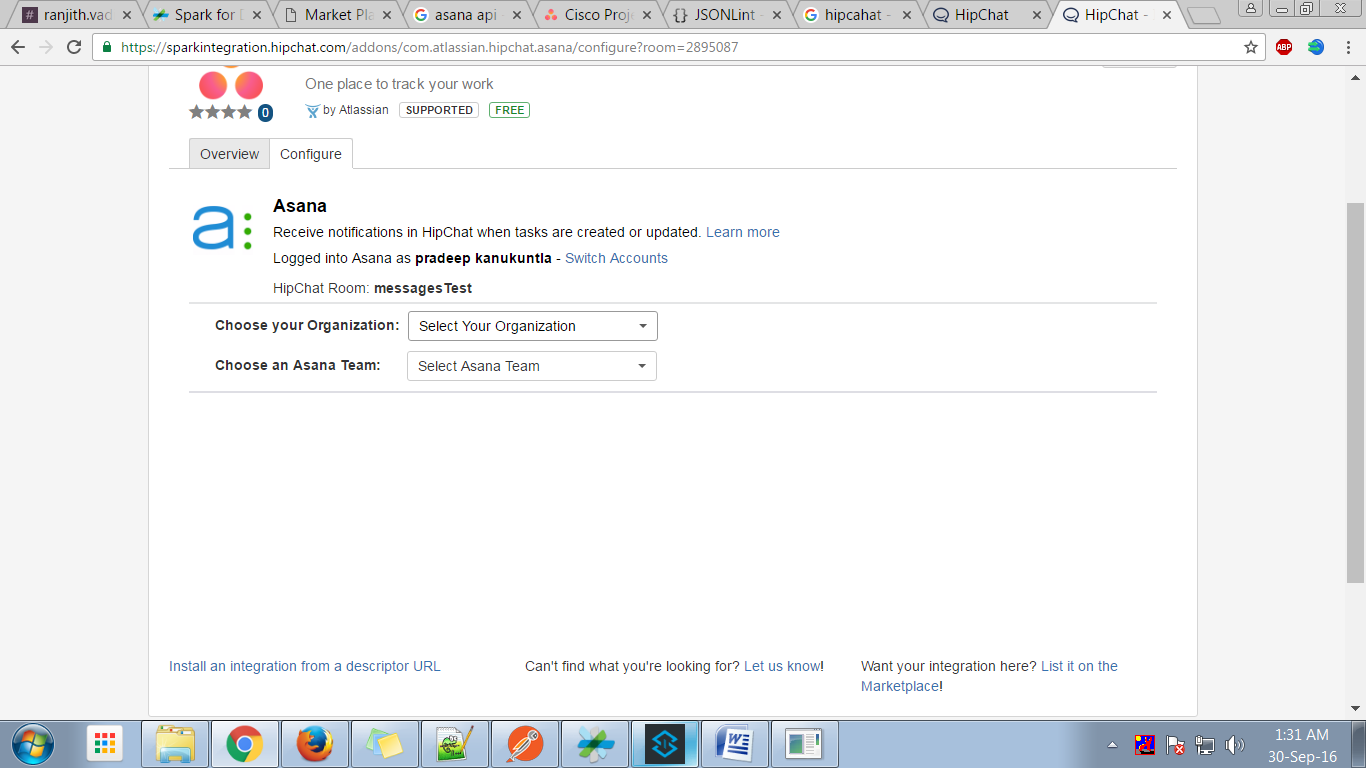 ranjith.vad
Spark for D
Market Pla
asana api
Cisco Proj
JSONLint -
hipcahat -
HipChat
HipChat -
https://sparkintegration.hipchat.com/addons/com.atlassian.hipchat.asana/configure?room=2895087
ABP
One place to track your work
0 by Atlassian SUPPORTED FREE
Overview Configure
Asana
a:
Receive notifications in HipChat when tasks are created or updated. Learn more
Logged into Asana as pradeep kanukuntla - Switch Accounts
HipChat Room: messagesTest
Choose your Organization: Select Your Organization
Choose an Asana Team: Select Asana Team
Install an integration from a descriptor URL
Can't find what you're looking for? Let us know!
Want your integration here? List it on the
Marketplace!
1:31 AM
30-Sep-16